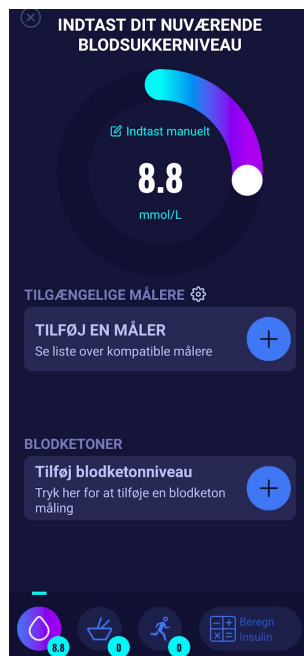 INDTAST DIT NUVÆRENDE
BLODSUKKERNIVEAU
Indtast manuelt
8.8
mmol/L
TILGÆNGELIGE MÅLERE
TILFØJ EN MÅLER
Se liste over kompatible målere
BLODKETONER
Tilføj blodketonniveau
Tryk her for at tilføje en blodketon
måling
8.8
0
0
Beregn
Insulin